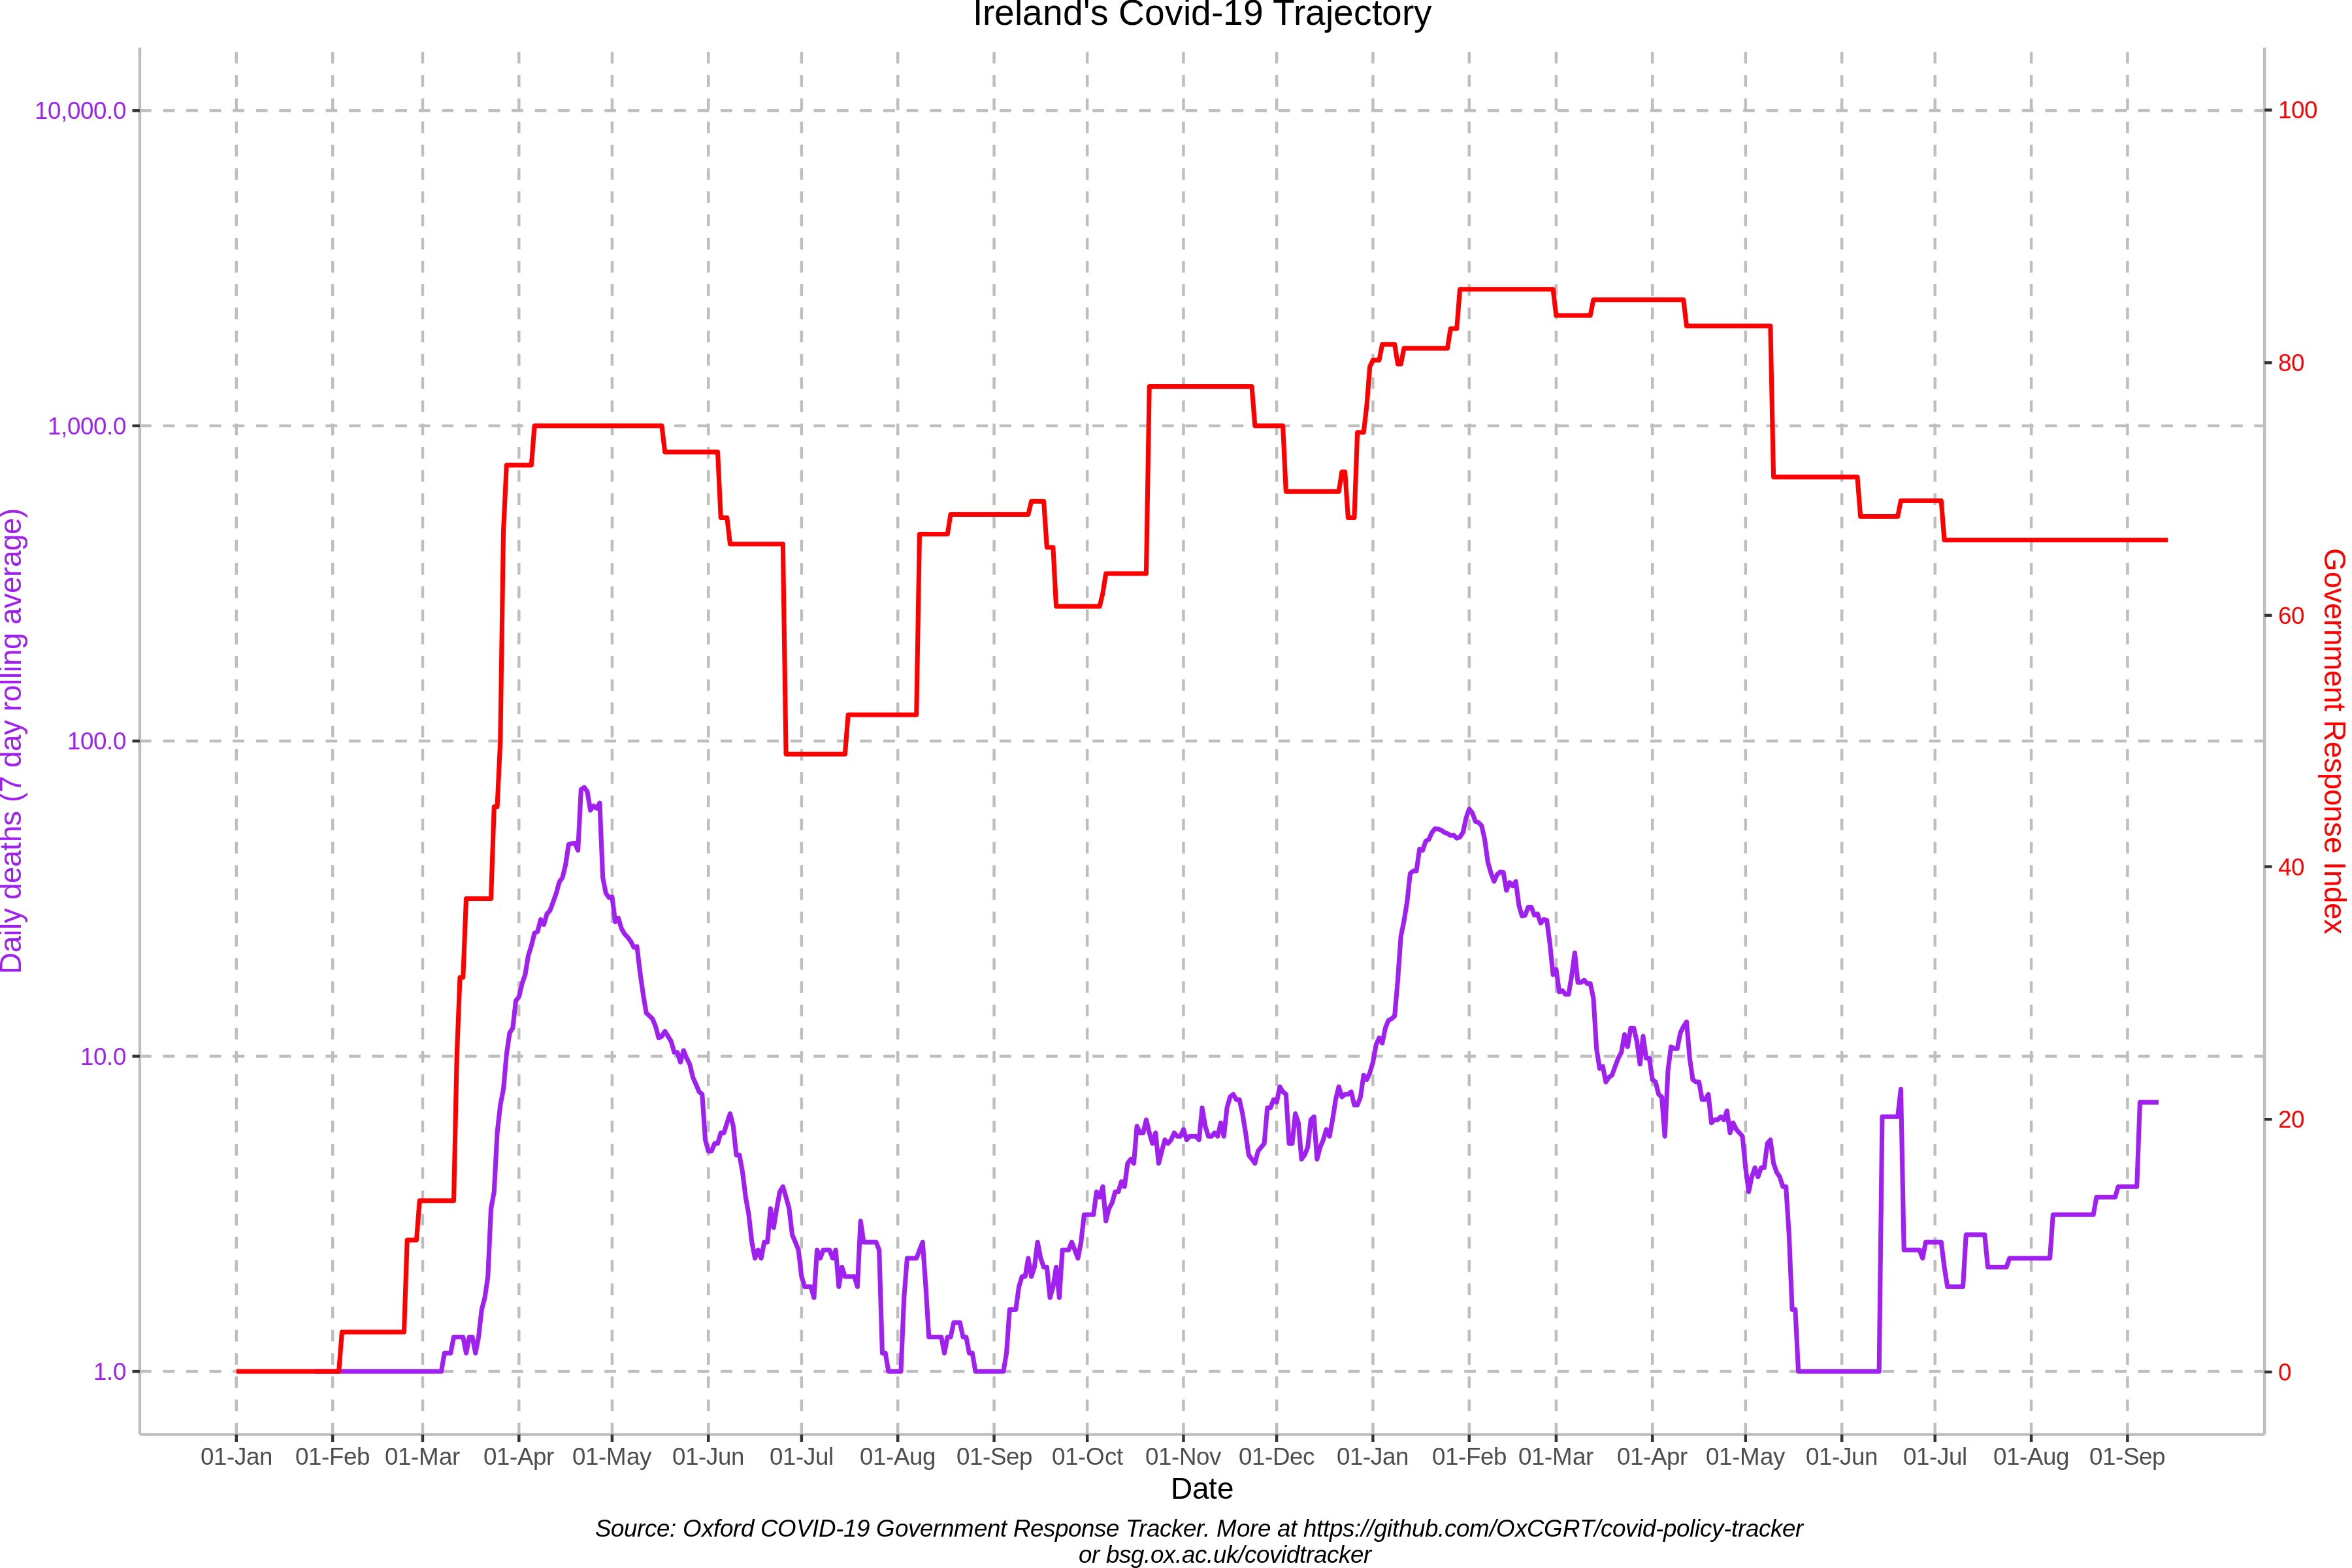 Ireland's Covid-19 Trajectory
10,000.0
1,000.0
100.0
10.0
1.0
Daily deaths (7 day rolling average)
100
80
60
40
20
0
Government Response Index
01-Jan 01-Feb 01-Mar 01-Apr 01-May 01-Jun 01-Jul 01-Aug 01-Sep 01-Oct 01-Nov 01-Dec 01-Jan 01-Feb 01-Mar 01-Apr 01-May 01-Jun 01-Jul 01-Aug 01-Sep
Date
Source: Oxford COVID-19 Government Response Tracker. More at https://github.com/OxCGRT/covid-policy-tracker
or bsg.ox.ac.uk/covidtracker